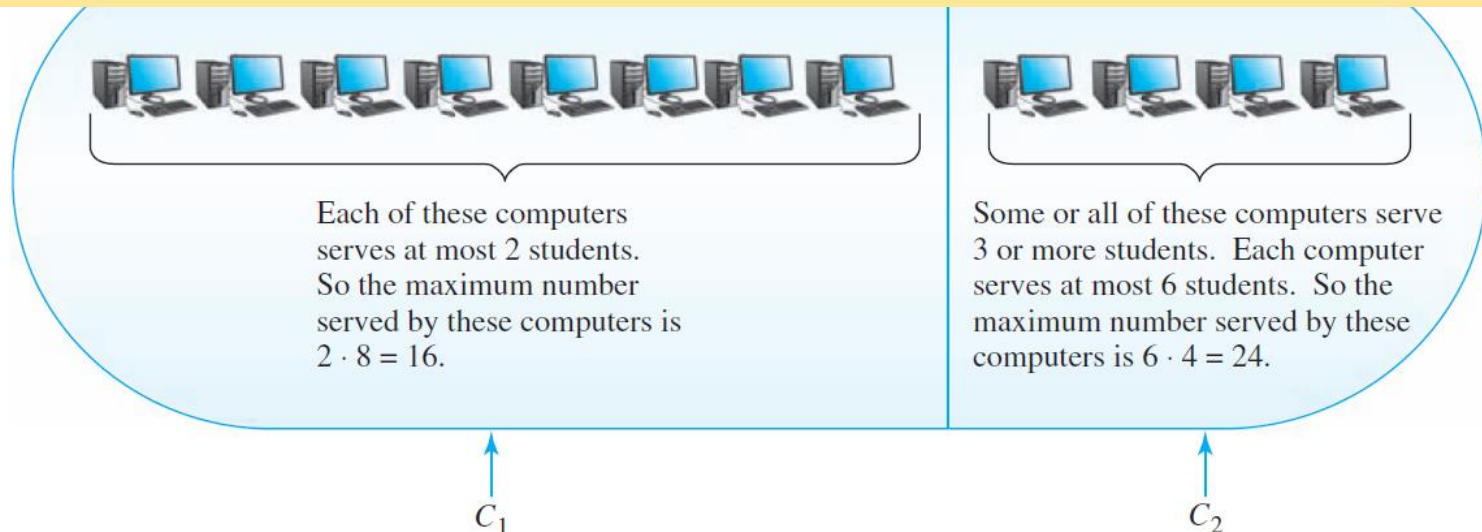 Each of these computers
serves at most 2 students.
So the maximum number
served by these computers is
2 · 8 = 16.
Some or all of these computers serve
3 or more students. Each computer
serves at most 6 students. So the
maximum number served by these
computers is 6 · 4 = 24.
C₁
C₂